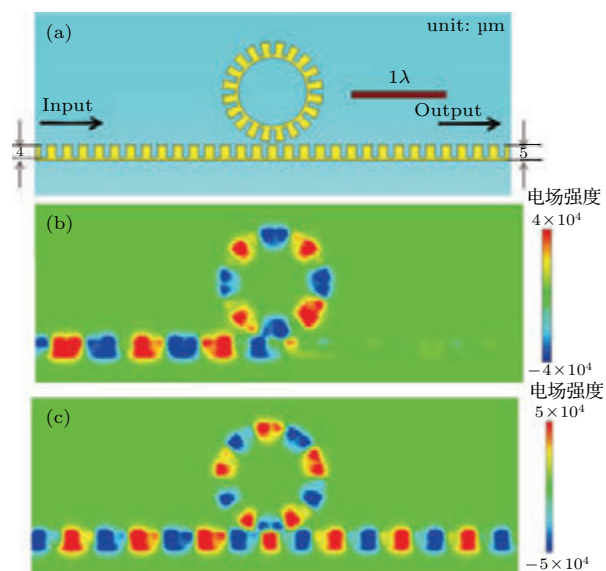 (a)
unit: µm
1λ
Input
Output
4
5
(b)
电场强度
4×10⁴
−4×10⁴
(c)
电场强度
5×10⁴
−5×10⁴